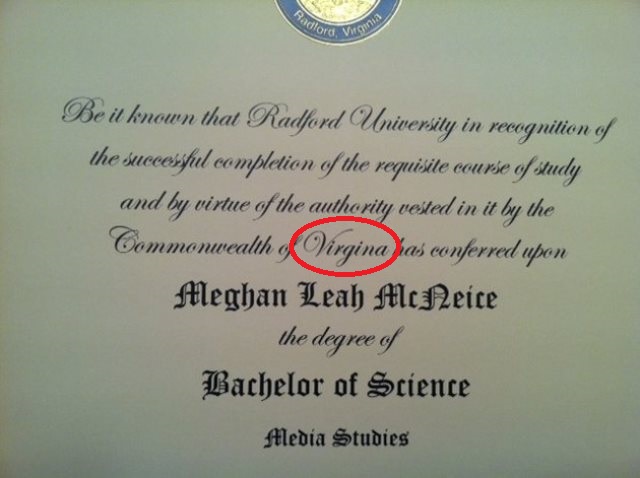 Radford, Virginia
Be it known that Radford University in recognition of
the successful completion of the requisite course of study
and by virtue of the authority vested in it by the
Commonwealth of Virgina has conferred upon
Meghan Leah McNeice
the degree of
Bachelor of Science
Media Studies